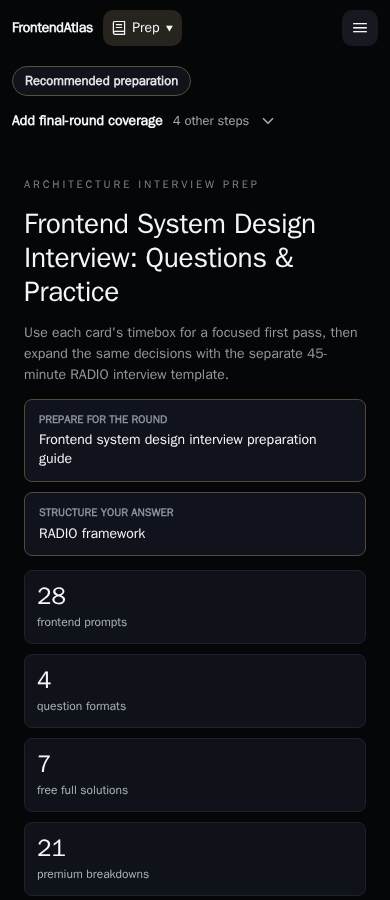 FrontendAtlas Prep ▾
Recommended preparation
Add final-round coverage 4 other steps
ARCHITECTURE INTERVIEW PREP
Frontend System Design
Interview: Questions &
Practice
Use each card's timebox for a focused first pass, then
expand the same decisions with the separate 45-
minute RADIO interview template.
PREPARE FOR THE ROUND
Frontend system design interview preparation
guide
STRUCTURE YOUR ANSWER
RADIO framework
28
frontend prompts
4
question formats
7
free full solutions
21
premium breakdowns